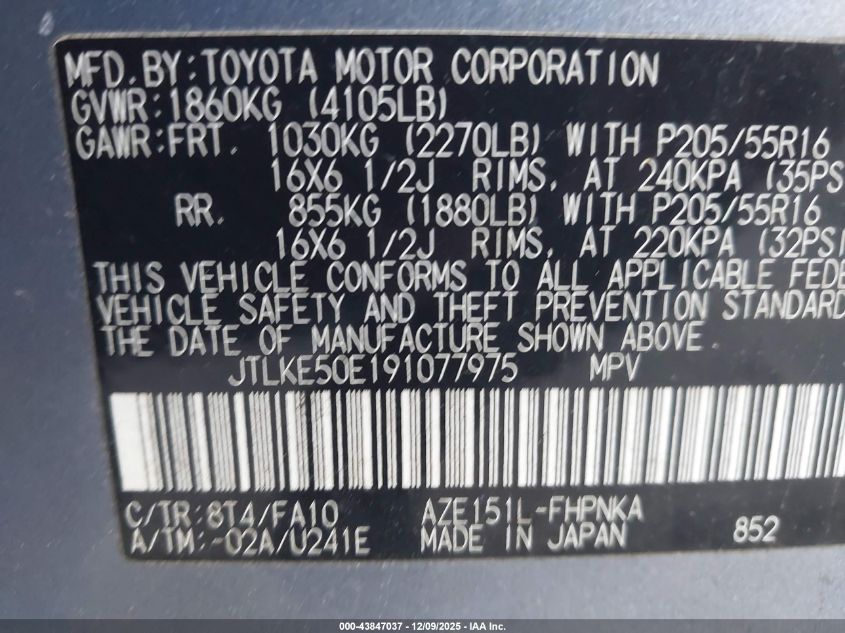 MFD. BY: TOYOTA MOTOR CORPORATION
GVWR: 1860KG (4105LB)
GAWR: FRT. 1030KG (2270LB) WITH P205/55R16
16X6 1/2J RIMS, AT 240KPA (35PS
RR. 855KG (1880LB) WITH P205/55R16
16X6 1/2J RIMS, AT 220KPA (32PSI
THIS VEHICLE CONFORMS TO ALL APPLICABLE FEDE
VEHICLE SAFETY AND THEFT PREVENTION STANDARD
THE DATE OF MANUFACTURE SHOWN ABOVE.
JTLKE50E191077975 MPV
C/TR: 8T4/FA10 AZE151L-FHPNKA
A/TM: -02A/U241E MADE IN JAPAN 852
000-43847037 | 12/09/2025 | IAA Inc.